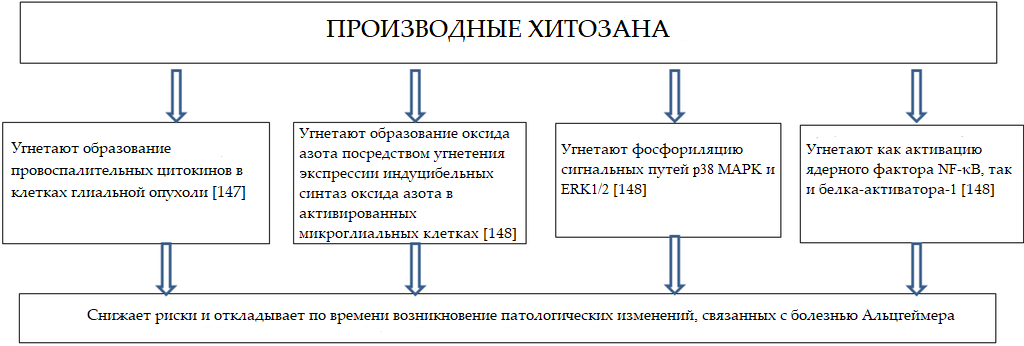 ПРОИЗВОДНЫЕ ХИТОЗАНА
Угнетают образование
провоспалительных цитокинов в
клетках глиальной опухоли [147]
Угнетают образование оксида
азота посредством угнетения
экспрессии индуцибельных
синтаз оксида азота в
активированных
микроглиальных клетках [148]
Угнетают фосфориляцию
сигнальных путей p38 МАРК и
ERK1/2 [148]
Угнетают как активацию
ядерного фактора NF-κB, так
и белка-активатора-1 [148]
Снижает риски и откладывает по времени возникновение патологических изменений, связанных с болезнью Альцгеймера